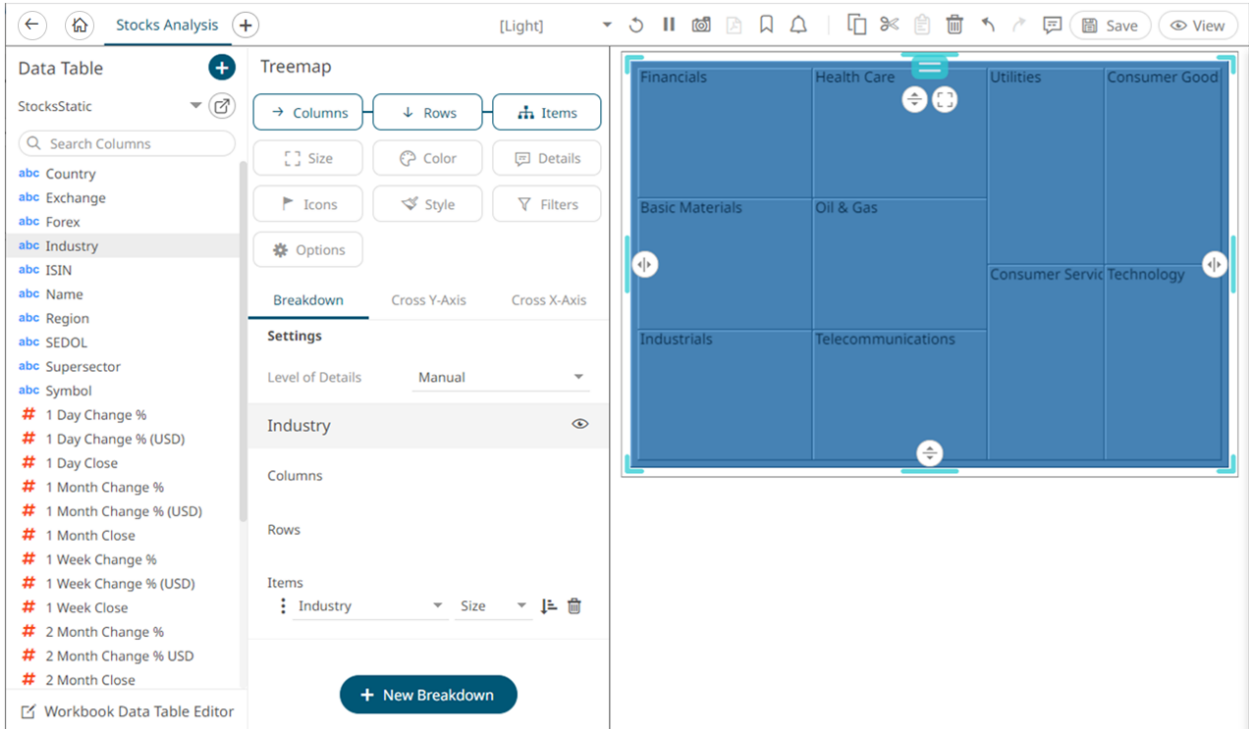 Stocks Analysis
[Light]
Save
View
Data Table
StocksStatic
Search Columns
abc Country
abc Exchange
abc Forex
abc Industry
abc ISIN
abc Name
abc Region
abc SEDOL
abc Supersector
abc Symbol
# 1 Day Change %
# 1 Day Change % (USD)
# 1 Day Close
# 1 Month Change %
# 1 Month Change % (USD)
# 1 Month Close
# 1 Week Change %
# 1 Week Change % (USD)
# 1 Week Close
# 2 Month Change %
# 2 Month Change % USD
# 2 Month Close
Workbook Data Table Editor
Treemap
Columns
Rows
Items
Size
Color
Details
Icons
Style
Filters
Options
Breakdown
Cross Y-Axis
Cross X-Axis
Settings
Level of Details
Manual
Industry
Columns
Rows
Items
Industry
Size
+ New Breakdown
Financials
Health Care
Utilities
Consumer Good
Basic Materials
Oil & Gas
Consumer Servic
Technology
Industrials
Telecommunications